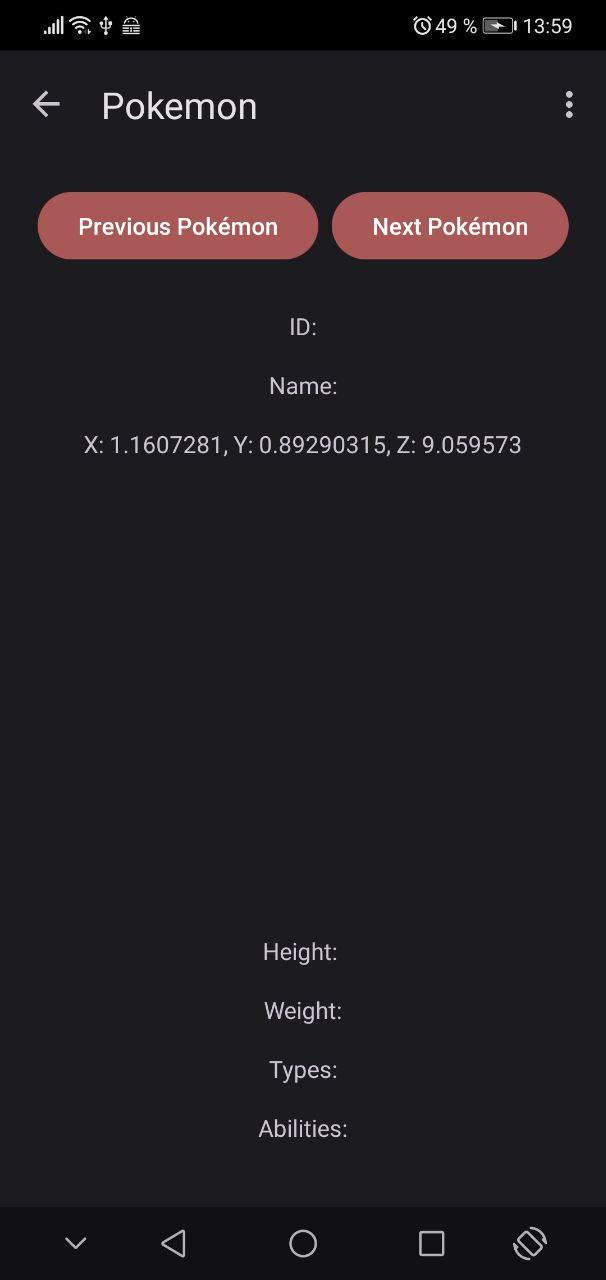 49 % 13:59
Pokemon
Previous Pokémon Next Pokémon
ID:
Name:
X: 1.1607281, Y: 0.89290315, Z: 9.059573
Height:
Weight:
Types:
Abilities: